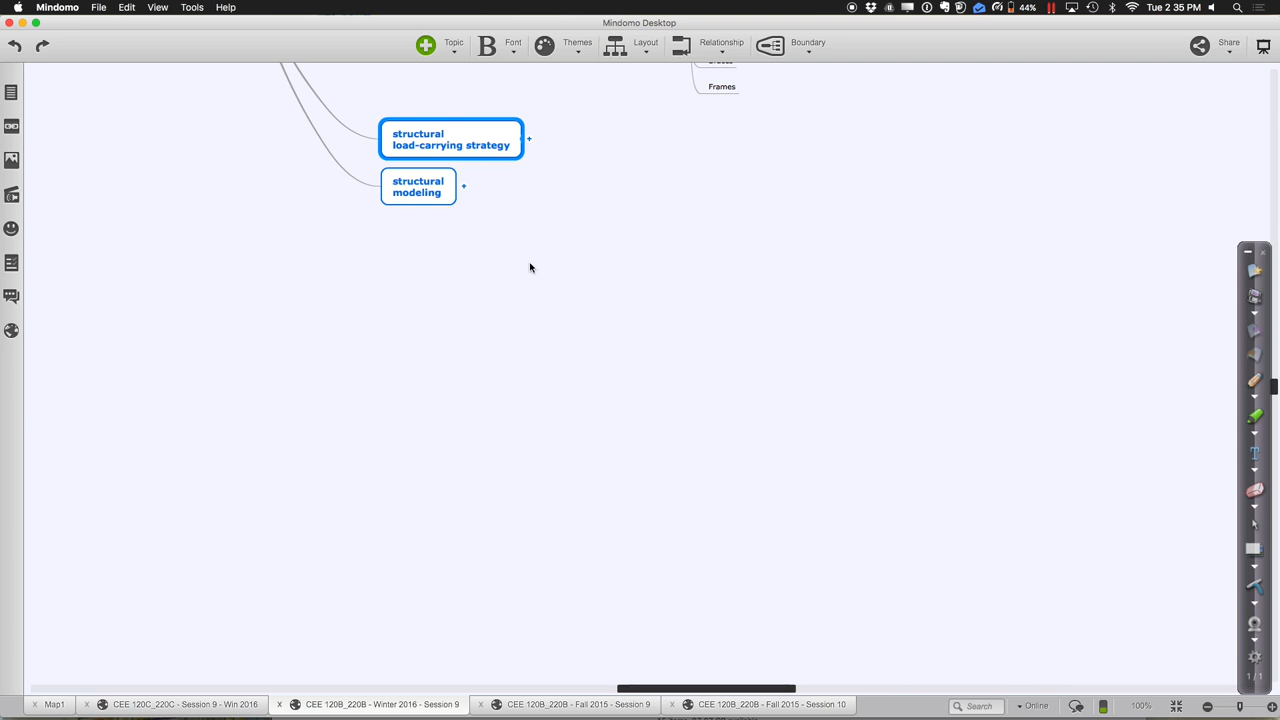 Mindomo File Edit View Tools Help 44% Tue 2 35 PM
Mindomo Desktop
Topic Font Themes Layout Relationship Boundary Share
Frames
structural
load-carrying strategy
structural
modeling
1 / 1
Map1 CEE 120C_220C - Session 9 - Win 2016 CEE 120B_220B - Winter 2016 - Session 9 CEE 120B_220B - Fall 2015 - Session 9 CEE 120B_220B - Fall 2015 - Session 10 Search Online 100%